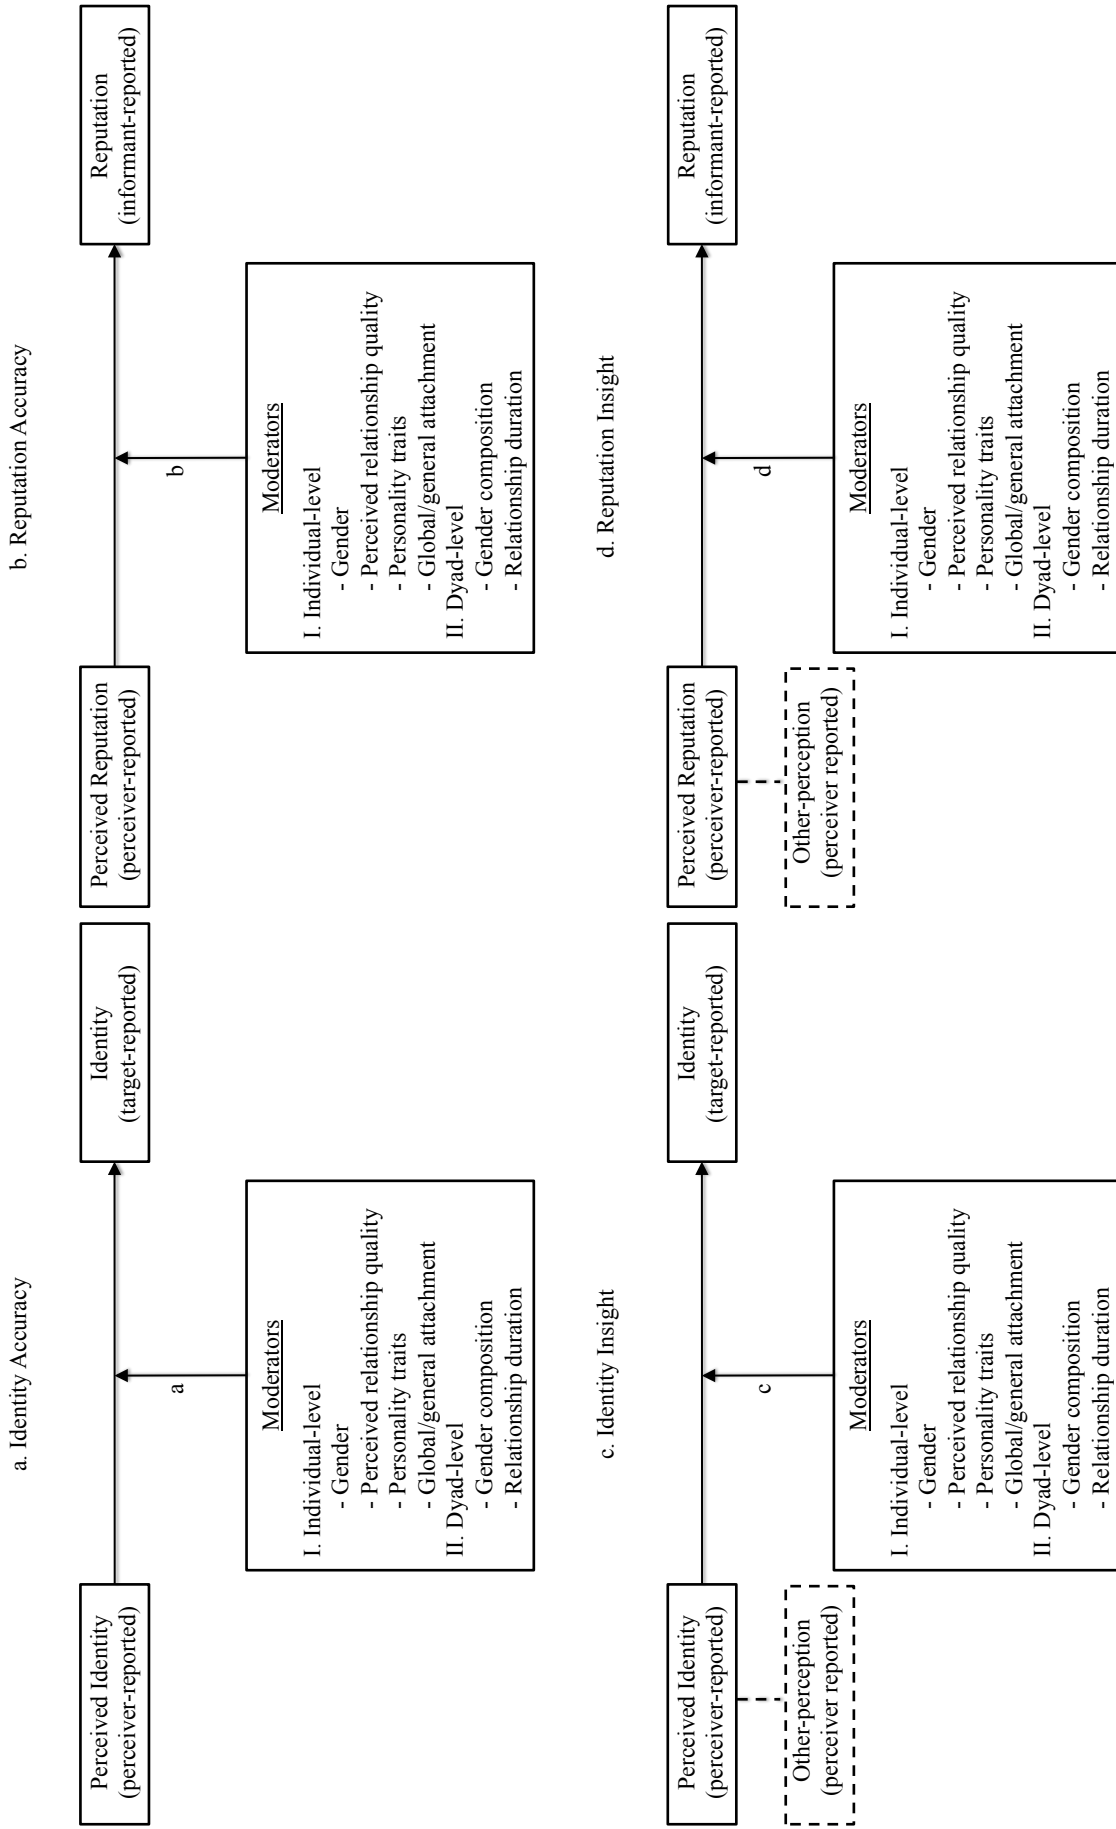 a. Identity Accuracy
Perceived Identity
(perceiver-reported)
Identity
(target-reported)
a
Moderators
I. Individual-level
- Gender
- Perceived relationship quality
- Personality traits
- Global/general attachment
II. Dyad-level
- Gender composition
- Relationship duration
b. Reputation Accuracy
Perceived Reputation
(perceiver-reported)
Reputation
(informant-reported)
b
Moderators
I. Individual-level
- Gender
- Perceived relationship quality
- Personality traits
- Global/general attachment
II. Dyad-level
- Gender composition
- Relationship duration
c. Identity Insight
Perceived Identity
(perceiver-reported)
Identity
(target-reported)
Other-perception
(perceiver reported)
c
Moderators
I. Individual-level
- Gender
- Perceived relationship quality
- Personality traits
- Global/general attachment
II. Dyad-level
- Gender composition
- Relationship duration
d. Reputation Insight
Perceived Reputation
(perceiver-reported)
Reputation
(informant-reported)
Other-perception
(perceiver reported)
d
Moderators
I. Individual-level
- Gender
- Perceived relationship quality
- Personality traits
- Global/general attachment
II. Dyad-level
- Gender composition
- Relationship duration